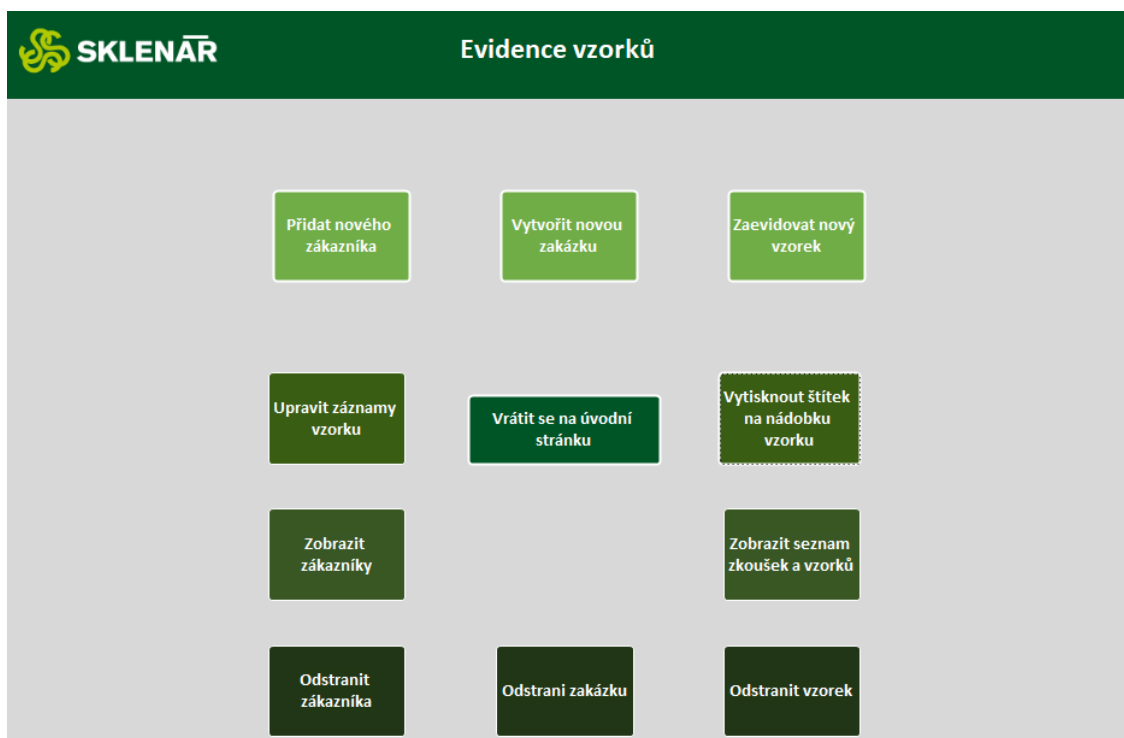 SKLENAŘ
Evidence vzorků
Přidat nového
zákazníka
Vytvořit novou
zakázku
Zaevidovat nový
vzorek
Upravit záznamy
vzorku
Vrátit se na úvodní
stránku
Vytisknout štítek
na nádobku
vzorku
Zobrazit
zákazníky
Zobrazit seznam
zkoušek a vzorků
Odstranit
zákazníka
Odstrani zakázku
Odstranit vzorek